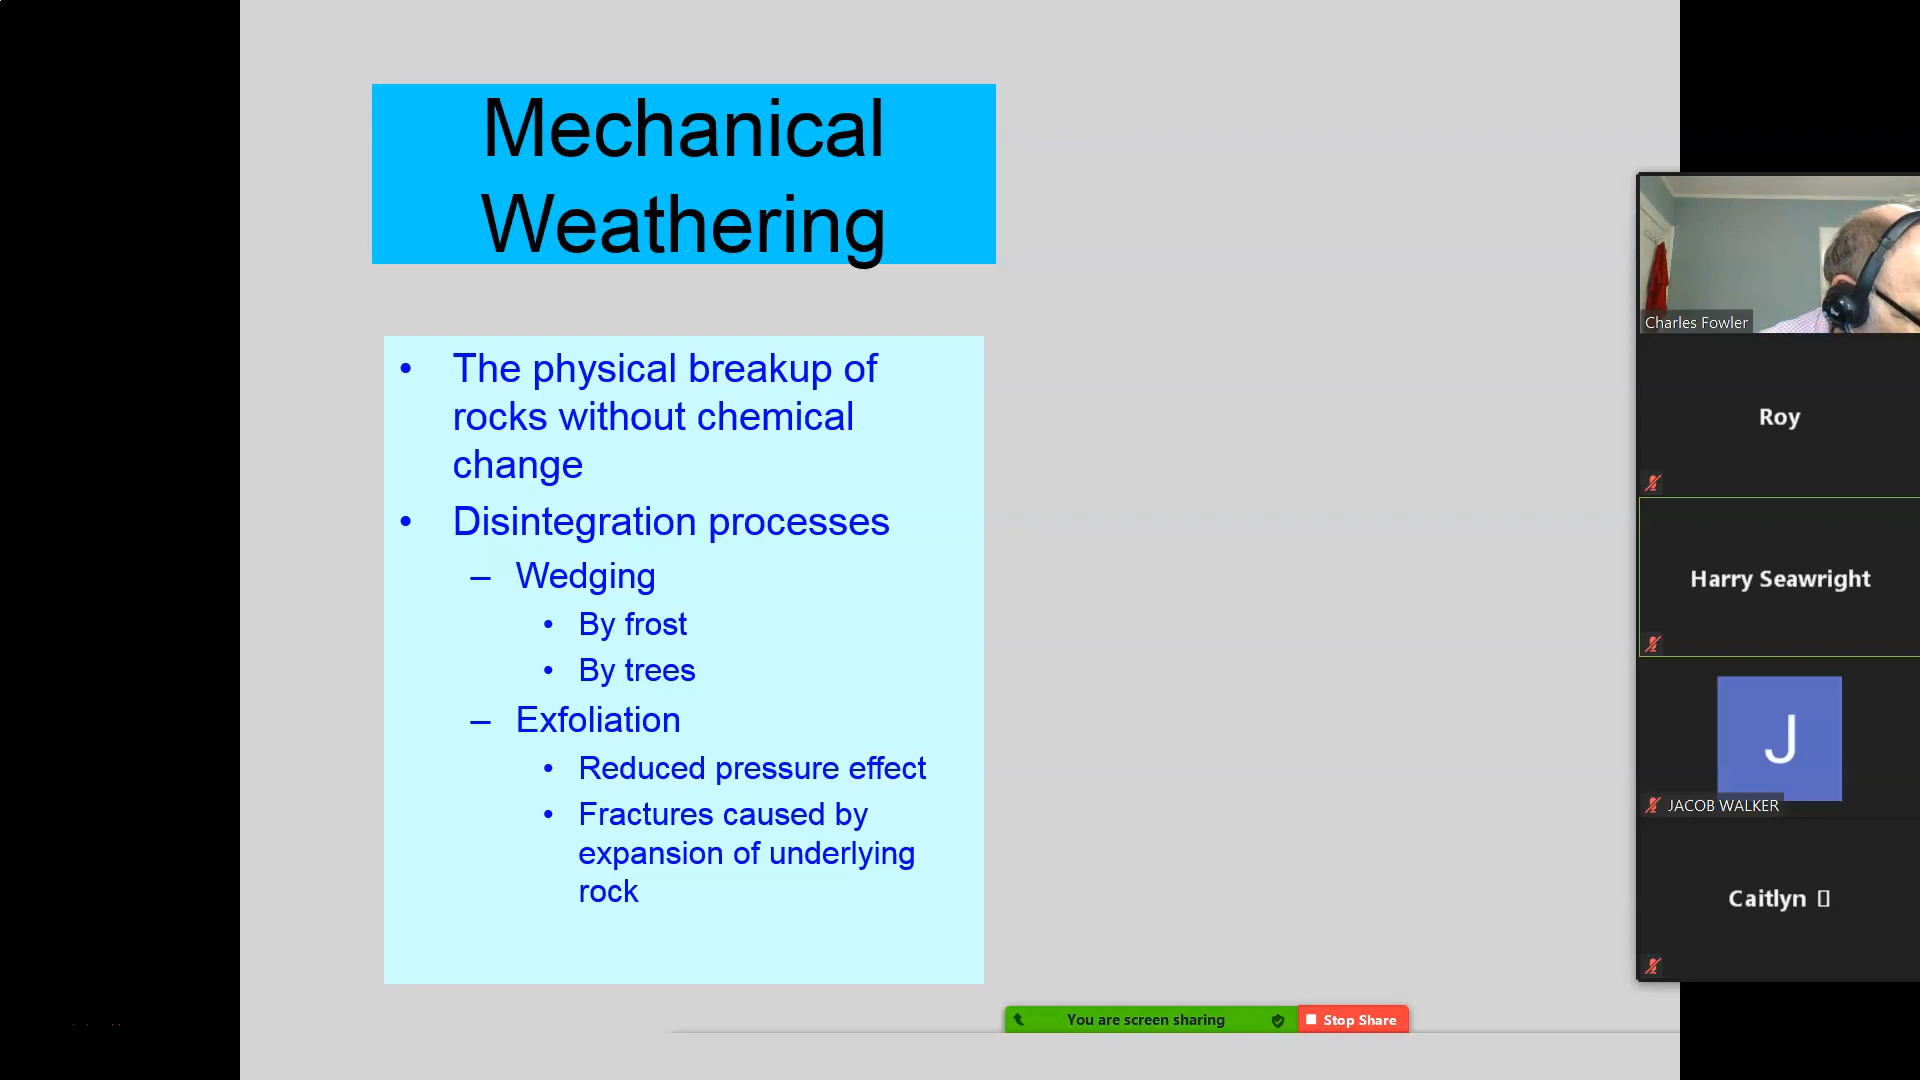 Mechanical
Weathering
• The physical breakup of
rocks without chemical
change
• Disintegration processes
– Wedging
• By frost
• By trees
– Exfoliation
• Reduced pressure effect
• Fractures caused by
expansion of underlying
rock
Charles Fowler
Roy
Harry Seawright
J
JACOB WALKER
Caitlyn
You are screen sharing
Stop Share